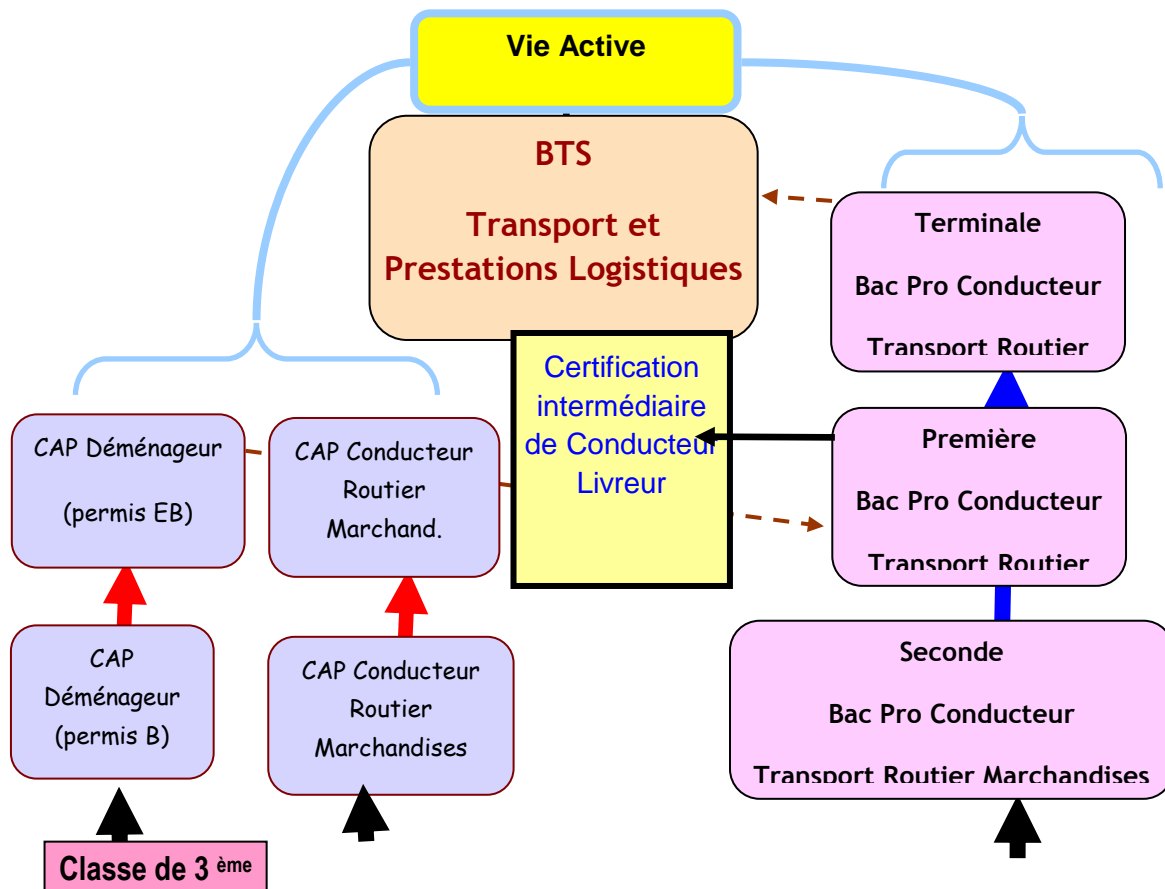 Vie Active
BTS
Transport et
Prestations Logistiques
Terminale
Bac Pro Conducteur
Transport Routier
Certification
intermédiaire
de Conducteur
Livreur
CAP Déménageur
(permis EB)
CAP Conducteur
Routier
Marchand.
Première
Bac Pro Conducteur
Transport Routier
CAP
Déménageur
(permis B)
CAP Conducteur
Routier
Marchandises
Seconde
Bac Pro Conducteur
Transport Routier Marchandises
Classe de 3 ème